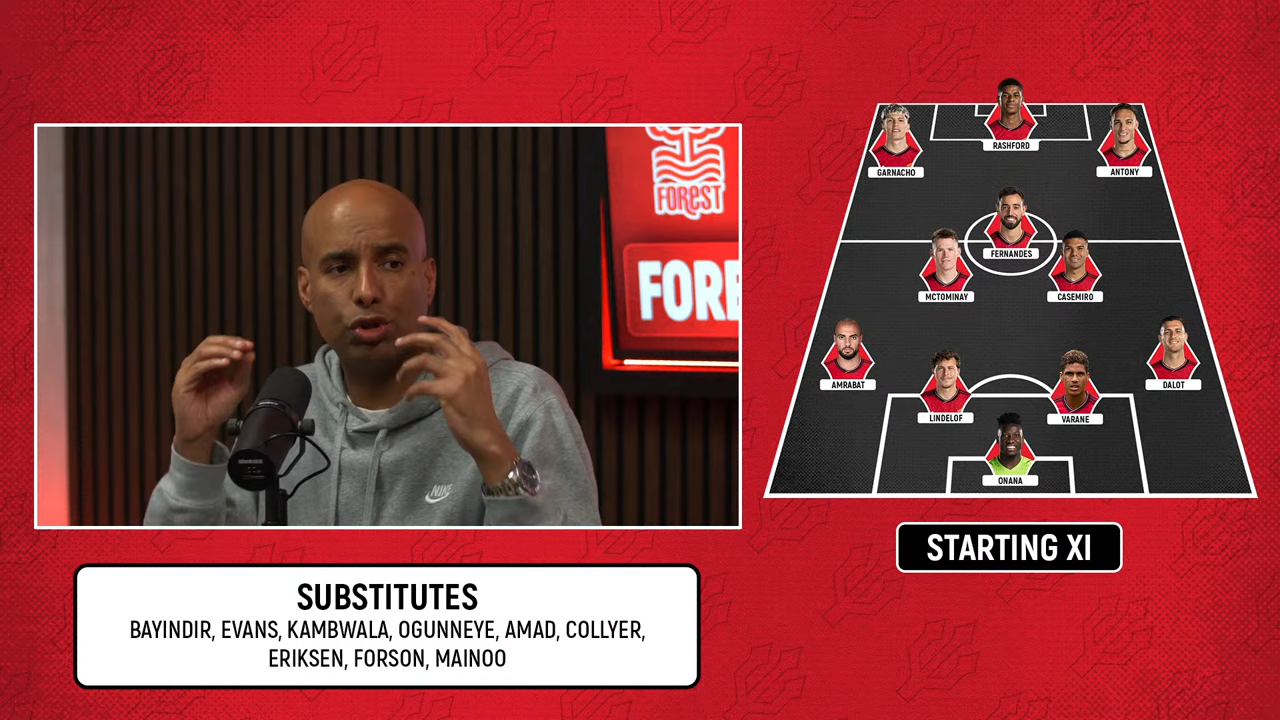 FOREST
FORE
NIKE
SUBSTITUTES
BAYINDIR, EVANS, KAMBWALA, OGUNNEYE, AMAD, COLLYER,
ERIKSEN, FORSON, MAINOO
RASHFORD
GARNACHO
ANTONY
FERNANDES
MCTOMINAY
CASEMIRO
AMRABAT
DALOT
LINDELOF
VARANE
ONANA
STARTING XI